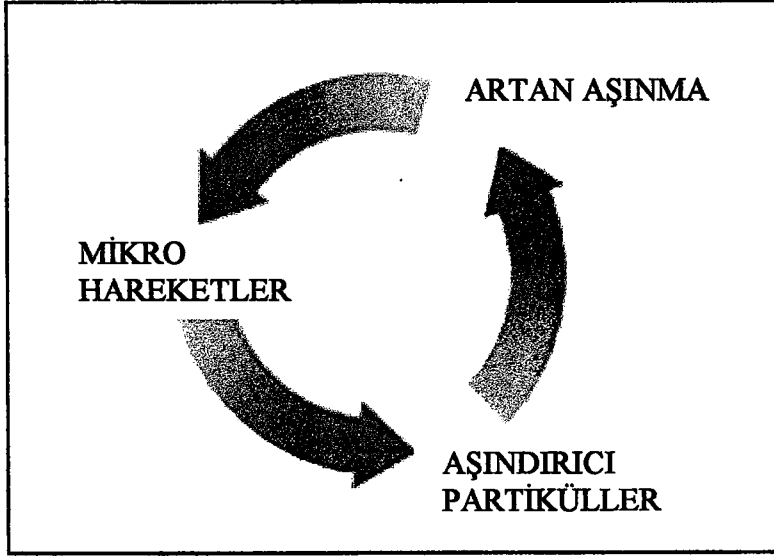 ARTAN AŞINMA
MİKRO
HAREKETLER
AŞINDIRICI
PARTİKÜLLER